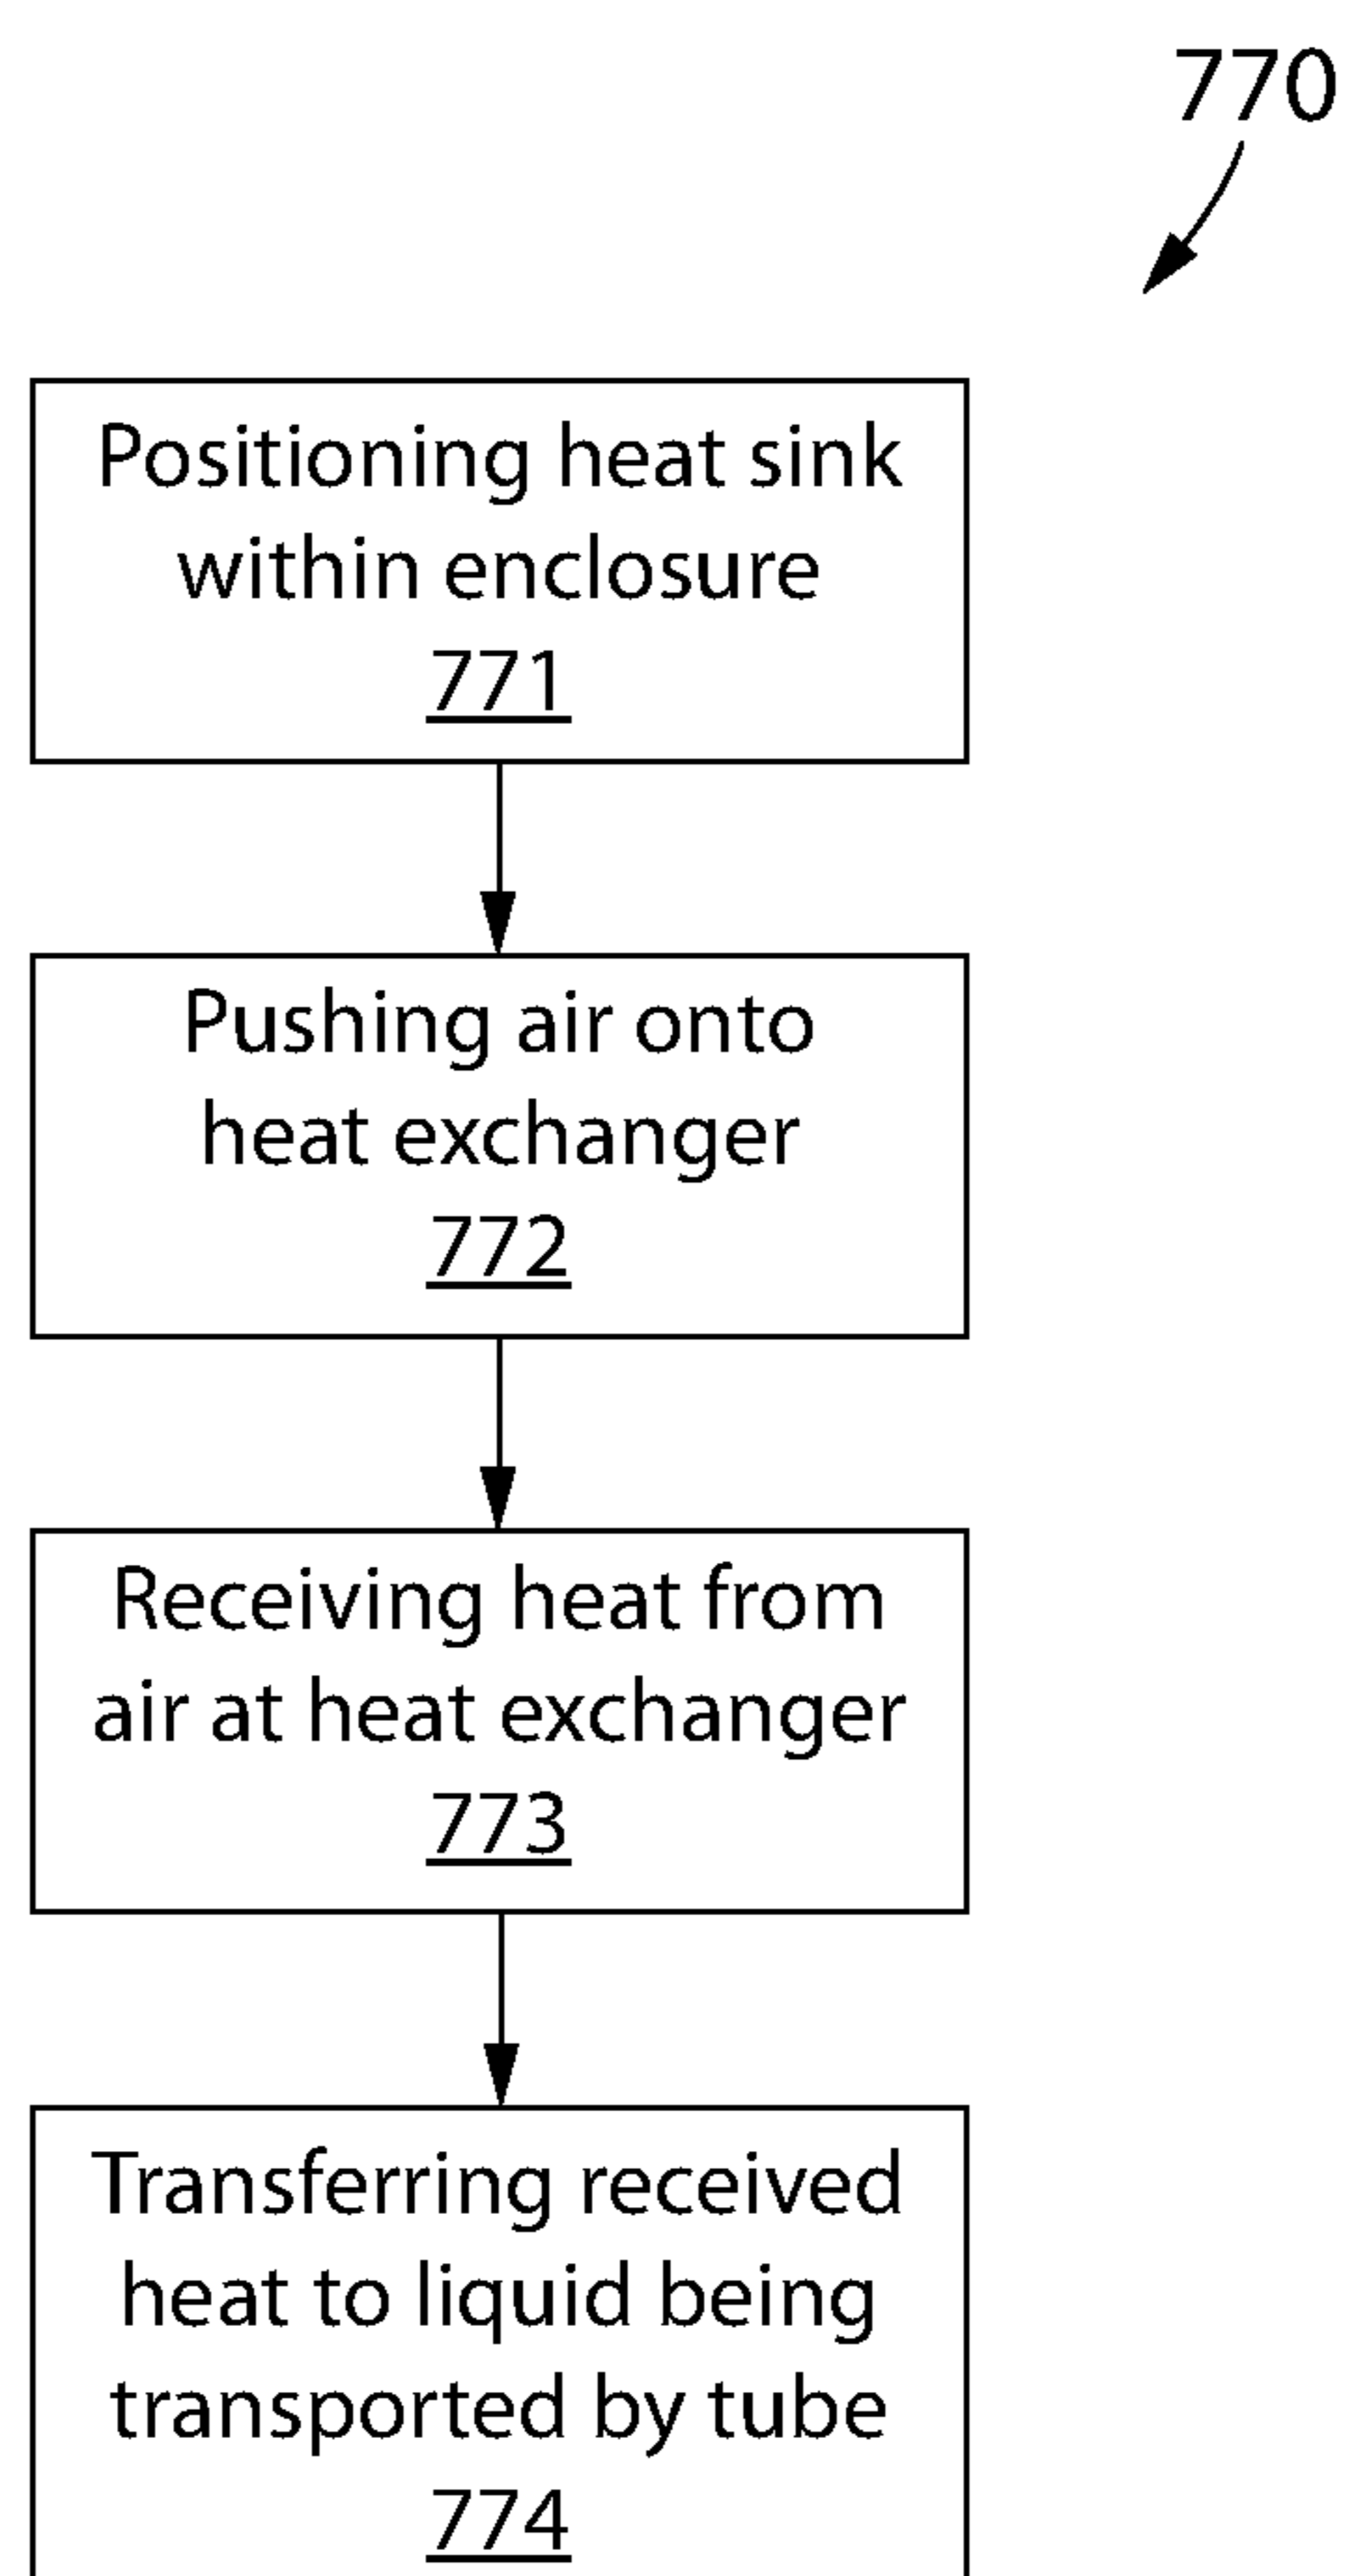 770
Positioning heat sink
within enclosure
771
Pushing air onto
heat exchanger
772
Receiving heat from
air at heat exchanger
773
Transferring received
heat to liquid being
transported by tube
774